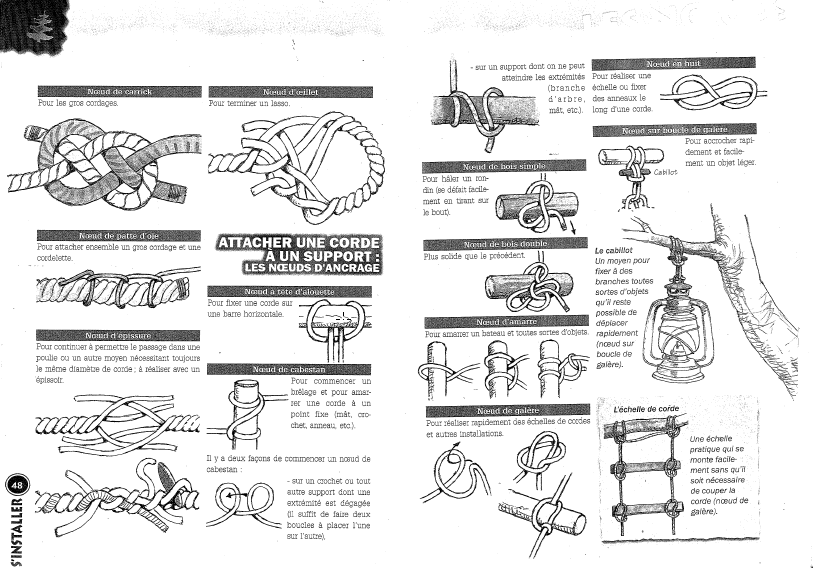 Nœud de carrick
Pour les gros cordages.
Nœud de patte d'oie
Pour attacher ensemble un gros cordage et une
cordelette.
Nœud d'épissure
Pour continuer à permettre le passage dans une
poulie ou un autre moyen nécessitant toujours
le même diamètre de corde ; à réaliser avec un
épissoir.
48
S'INSTALLER
Nœud d'œillet
Pour terminer un lasso.
ATTACHER UNE CORDE
À UN SUPPORT :
LES NŒUDS D'ANCRAGE
Nœud à tête d'alouette
Pour fixer une corde sur
une barre horizontale.
Nœud de cabestan
Pour commencer un
brêlage et pour amar-
rer une corde à un
point fixe (mât, cro-
chet, anneau, etc.).
Il y a deux façons de commencer un nœud de
cabestan :
- sur un crochet ou tout
autre support dont une
extrémité est dégagée
(il suffit de faire deux
boucles à placer l'une
sur l'autre),
- sur un support dont on ne peut
atteindre les extrémités
(branche
d'arbre,
mât, etc.).
Nœud de bois simple
Pour hâler un ron-
din (se défait facile-
ment en tirant sur
le bout).
Nœud de bois double
Plus solide que le précédent.
Nœud d'amarre
Pour amarrer un bateau et toutes sortes d'objets.
Nœud de galère
Pour réaliser rapidement des échelles de cordes
et autres installations.
Nœud en huit
Pour réaliser une
échelle ou fixer
des anneaux le
long d'une corde.
Nœud sur boucle de galère
Pour accrocher rapi-
dement et facile-
ment un objet léger.
Cabillot
Le cabillot
Un moyen pour
fixer à des
branches toutes
sortes d'objets
qu'il reste
possible de
déplacer
rapidement
(nœud sur
boucle de
galère).
L'échelle de corde
Une échelle
pratique qui se
monte facile-
ment sans qu'il
soit nécessaire
de couper la
corde (nœud de
galère).